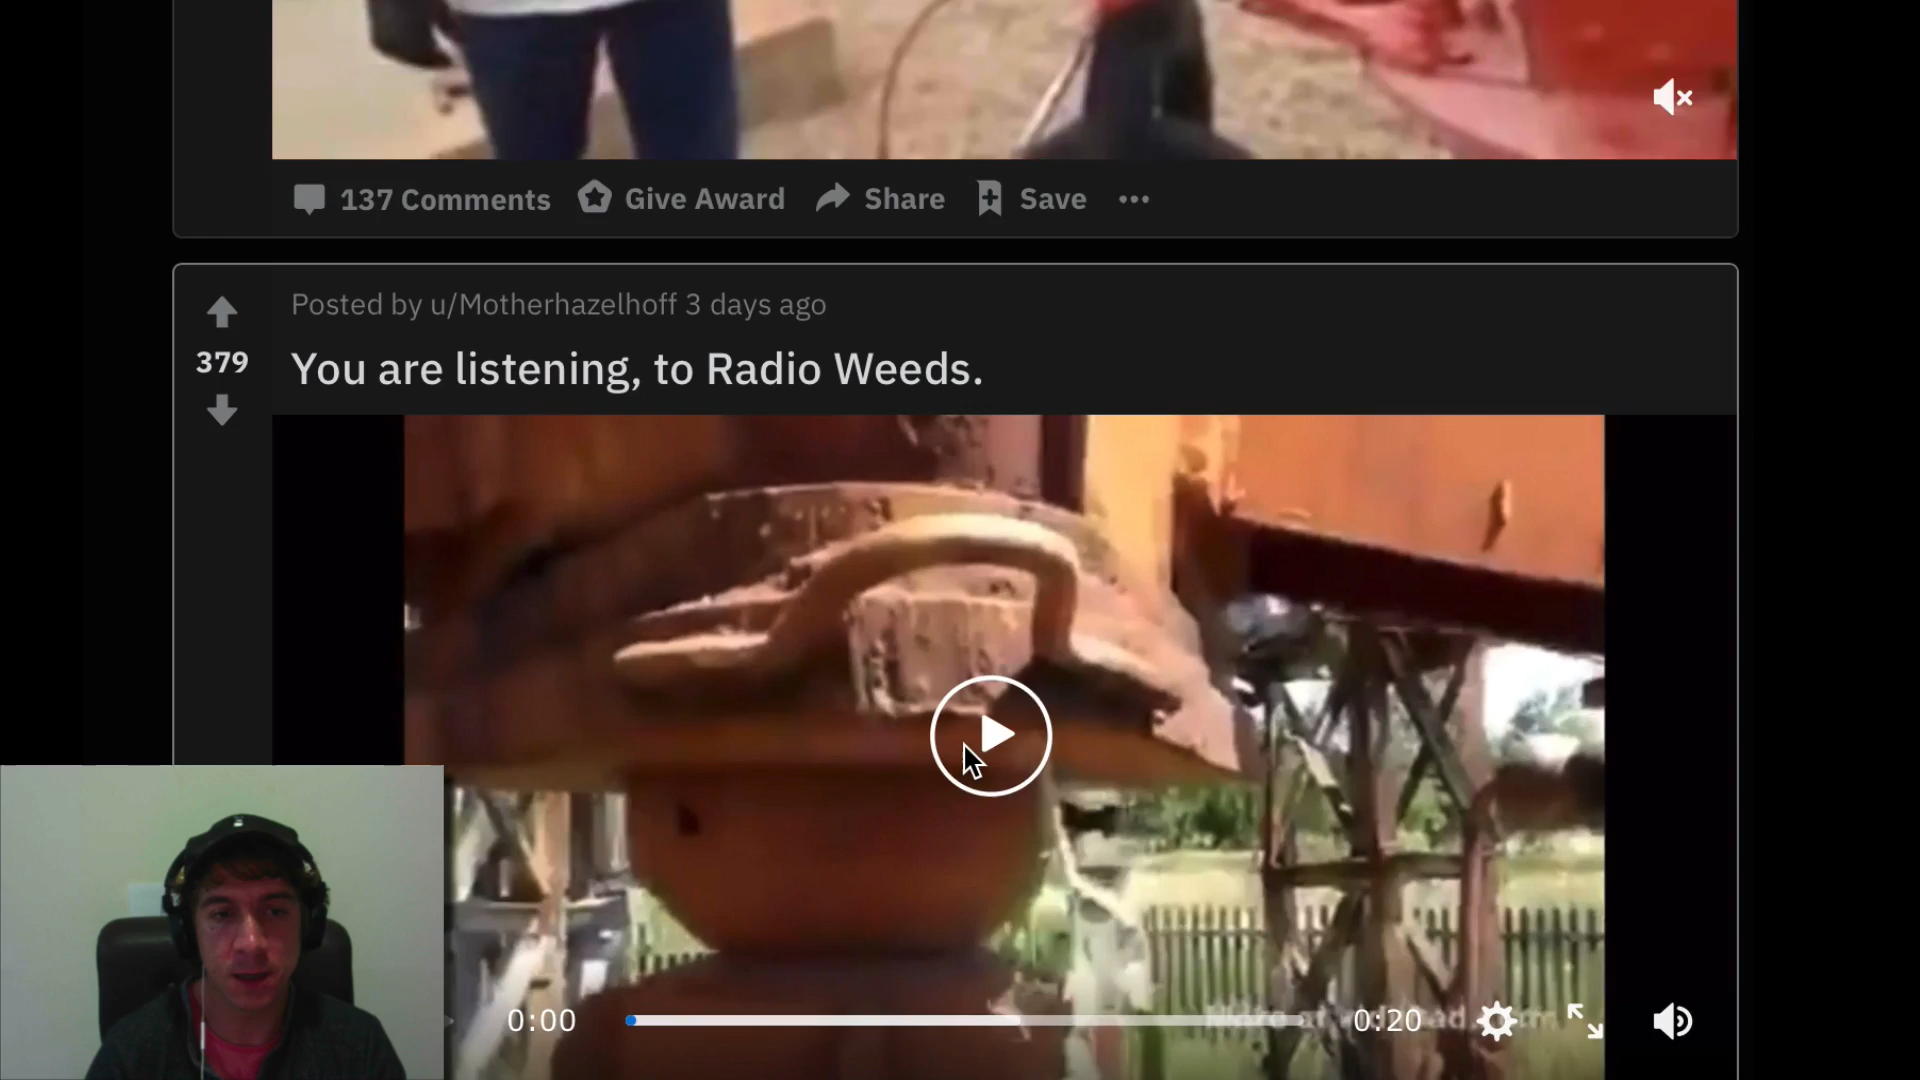 137 Comments Give Award Share Save
Posted by u/Motherhazelhoff 3 days ago
379
You are listening, to Radio Weeds.
0:00 0:20